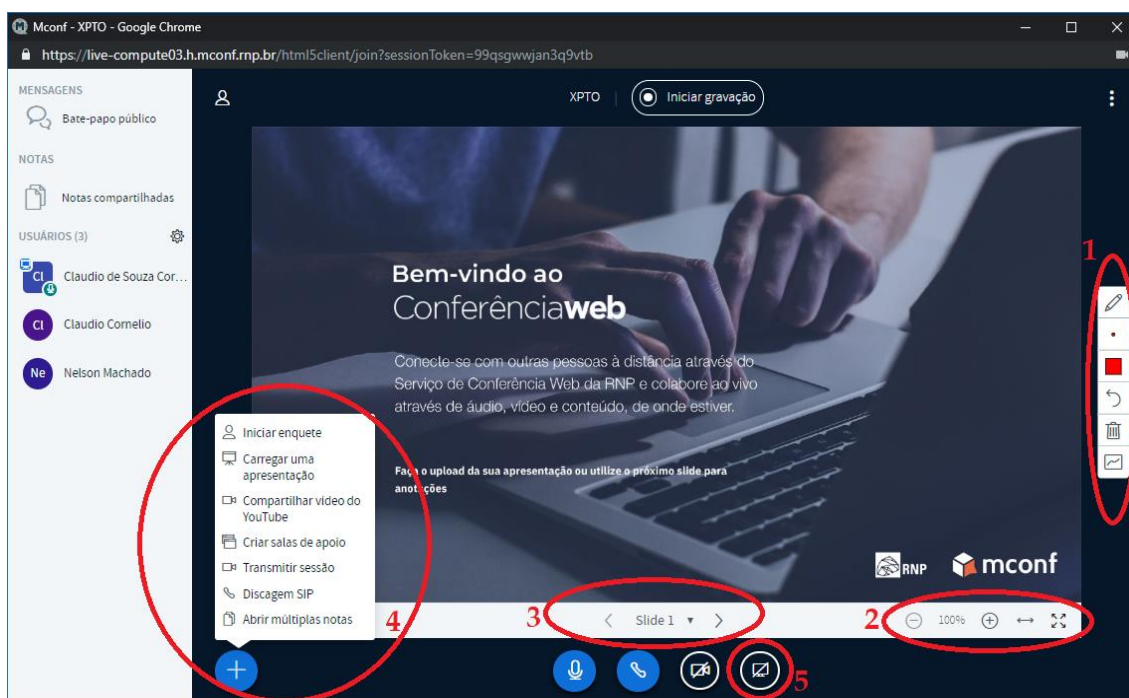 Mconf - XPTO - Google Chrome
https://live-compute03.h.mconf.rnp.br/html5client/join?sessionToken=99qsgwwjan3q9vtb
MENSAGENS
Bate-papo público
NOTAS
Notas compartilhadas
USUÁRIOS (3)
CI
Claudio de Souza Cor...
CI
Claudio Cornelio
Ne
Nelson Machado
XPTO
Iniciar gravação
Bem-vindo ao
Conferênciaweb
Conecte-se com outras pessoas à distância através do
Serviço de Conferência Web da RNP e colabore ao vivo
através de áudio, vídeo e conteúdo, de onde estiver.
Faça o upload da sua apresentação ou utilize o próximo slide para
anotações
RNP
mconf
1
Iniciar enquete
Carregar uma
apresentação
Compartilhar vídeo do
YouTube
Criar salas de apoio
Transmitir sessão
Discagem SIP
Abrir múltiplas notas
4
3
Slide 1
2
100%
5